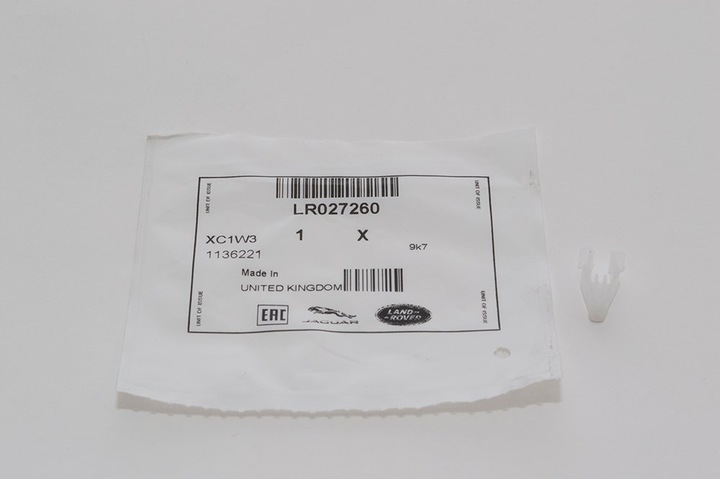 UNIT OF ISSUE
UNIT OF ISSUE
LR027260
XC1W3 1 X 9k7
1136221
Made In
UNITED KINGDOM
UNIT OF ISSUE
UNIT OF ISSUE
EAC
JAGUAR
LAND-
-ROVER